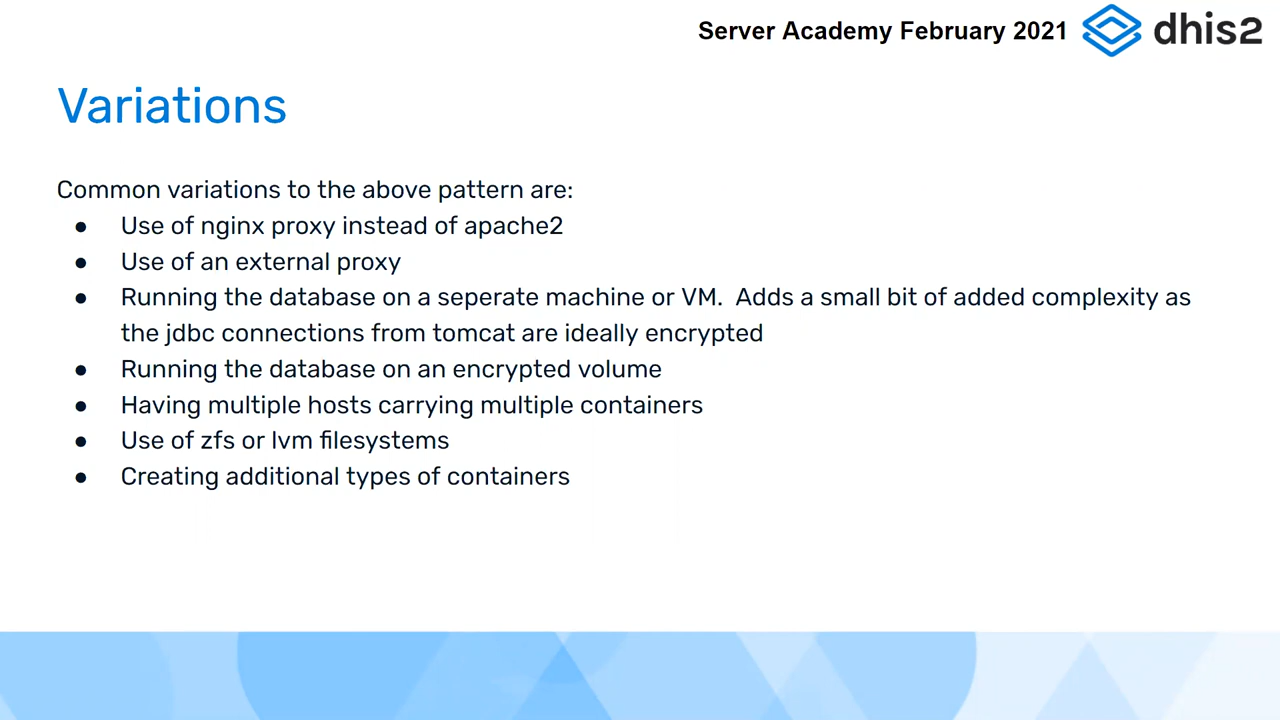 Server Academy February 2021
dhis2
Variations
Common variations to the above pattern are:
● Use of nginx proxy instead of apache2
● Use of an external proxy
● Running the database on a seperate machine or VM.  Adds a small bit of added complexity as
the jdbc connections from tomcat are ideally encrypted
● Running the database on an encrypted volume
● Having multiple hosts carrying multiple containers
● Use of zfs or lvm filesystems
● Creating additional types of containers